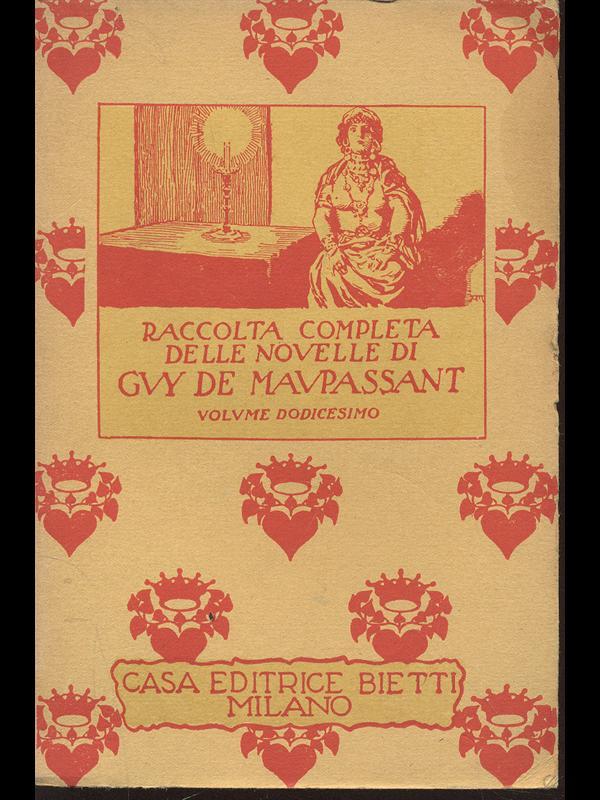 RACCOLTA COMPLETA
DELLE NOVELLE DI
GVY DE MAVPASSANT
VOLVME DODICESIMO
CASA EDITRICE BIETTI
MILANO